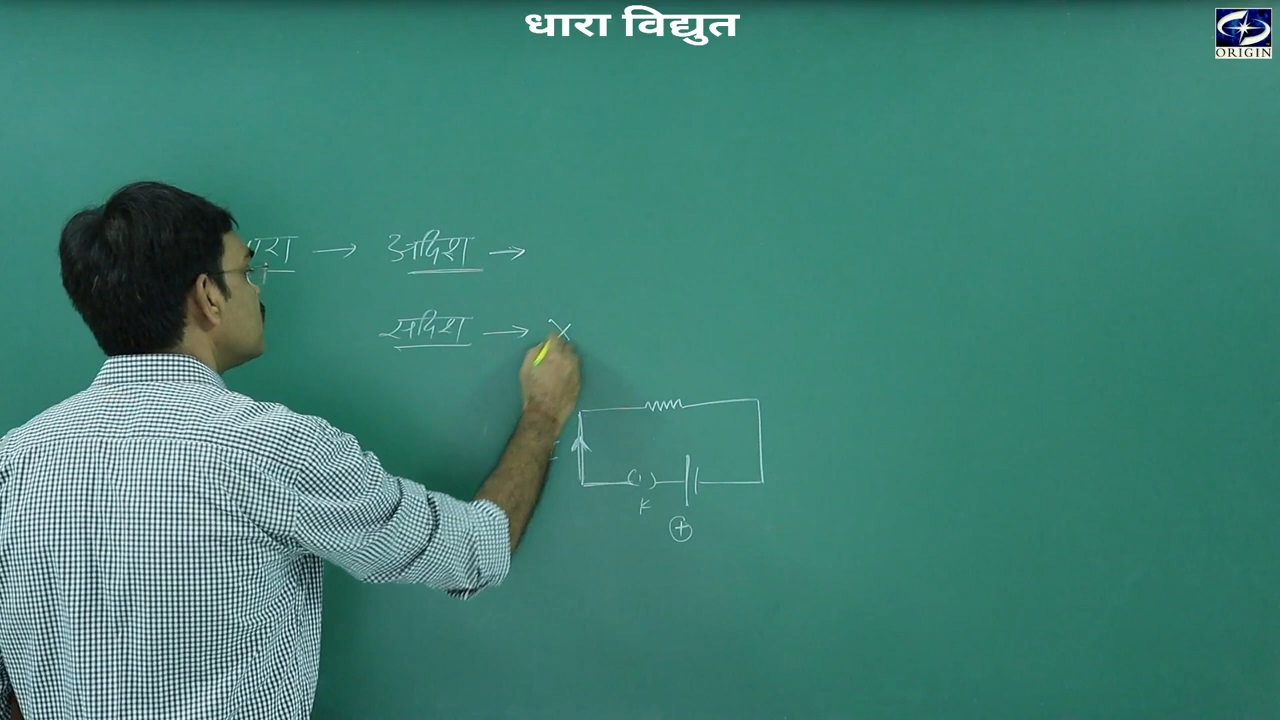 धारा विद्युत
ORIGIN
→ अदिश →
सदिश → X
K
+